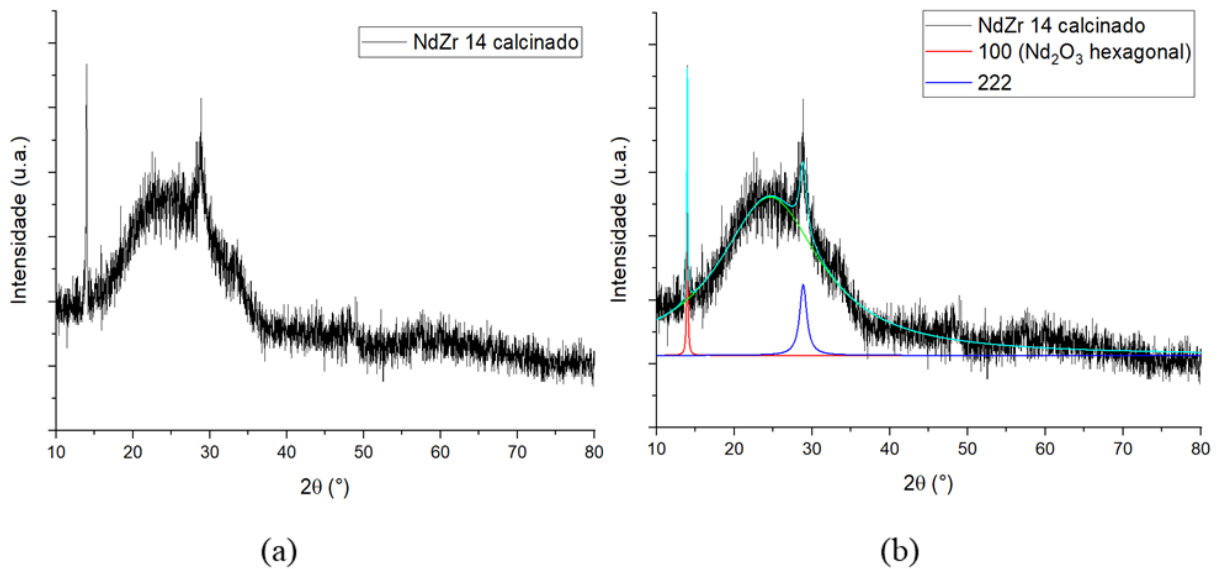 NdZr 14 calcinado
Intensidade (u.a.)
10 20 30 40 50 60 70 80
2θ (°)
(a)
NdZr 14 calcinado
100 (Nd₂O₃ hexagonal)
222
Intensidade (u.a.)
10 20 30 40 50 60 70 80
2θ (°)
(b)